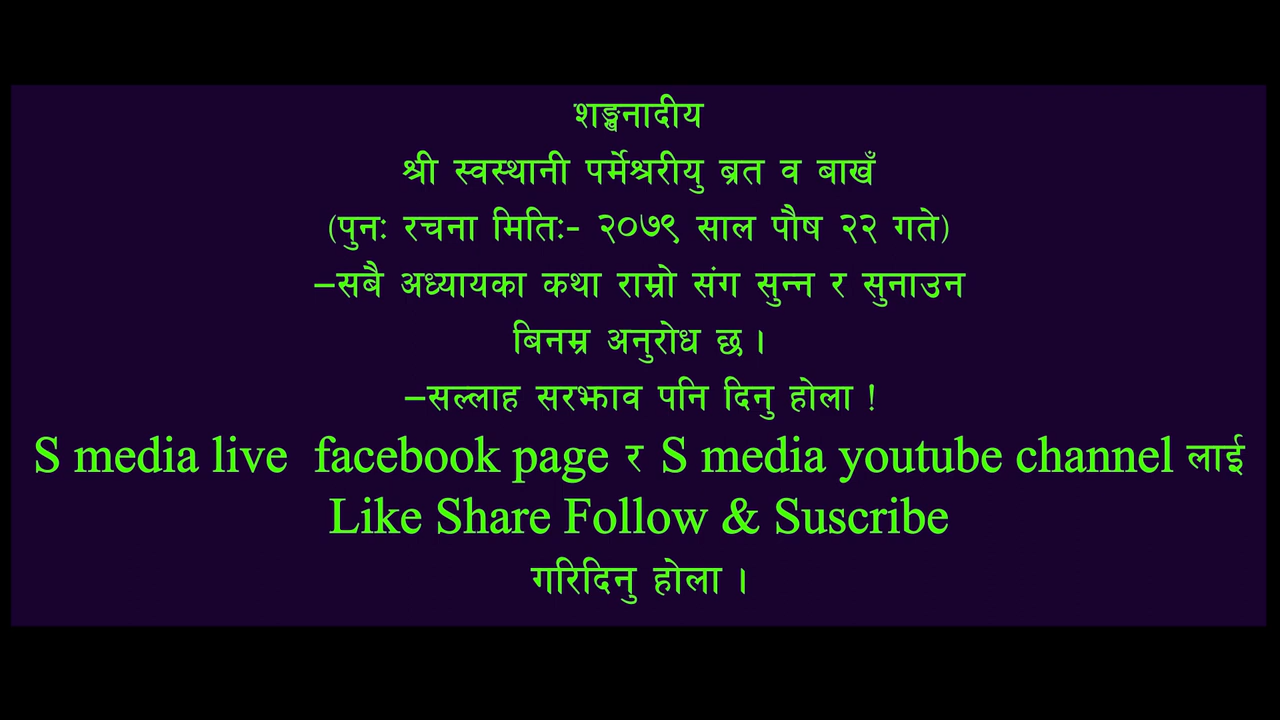 शङ्खनादीय
श्री स्वस्थानी पर्मेश्ररीयु ब्रत व बाखँ
(पुनः रचना मितिः- २०७९ साल पौष २२ गते)
–सबै अध्यायका कथा राम्रो संग सुन्न र सुनाउन
बिनम्र अनुरोध छ ।
–सल्लाह सरझाव पनि दिनु होला !
S media live facebook page र S media youtube channel लाई
Like Share Follow & Suscribe
गरिदिनु होला ।